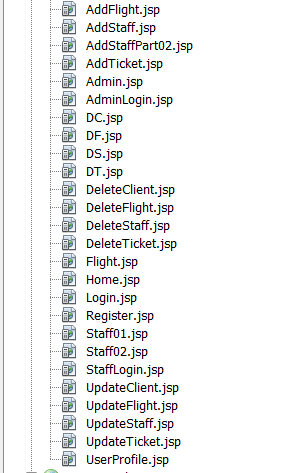 AddFlight.jsp
AddStaff.jsp
AddStaffPart02.jsp
AddTicket.jsp
Admin.jsp
AdminLogin.jsp
DC.jsp
DF.jsp
DS.jsp
DT.jsp
DeleteClient.jsp
DeleteFlight.jsp
DeleteStaff.jsp
DeleteTicket.jsp
Flight.jsp
Home.jsp
Login.jsp
Register.jsp
Staff01.jsp
Staff02.jsp
StaffLogin.jsp
UpdateClient.jsp
UpdateFlight.jsp
UpdateStaff.jsp
UpdateTicket.jsp
UserProfile.jsp